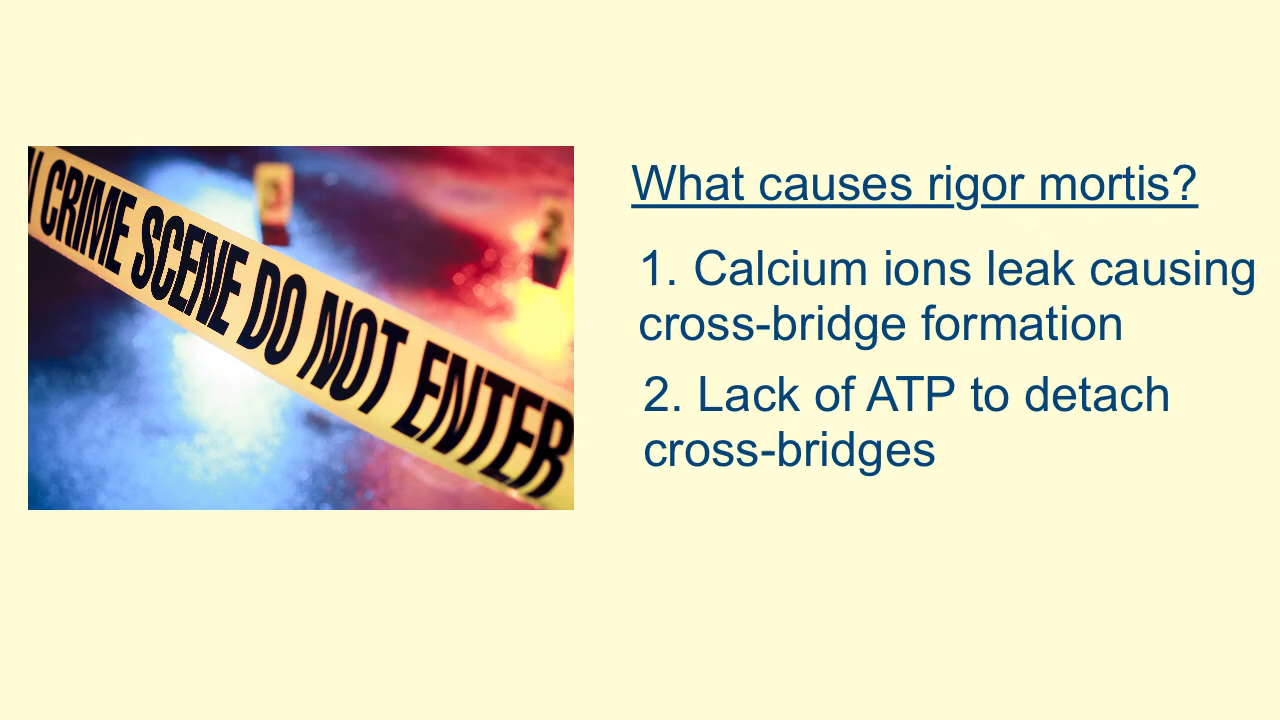 CRIME SCENE DO NOT ENTER
What causes rigor mortis?
1. Calcium ions leak causing
cross-bridge formation
2. Lack of ATP to detach
cross-bridges